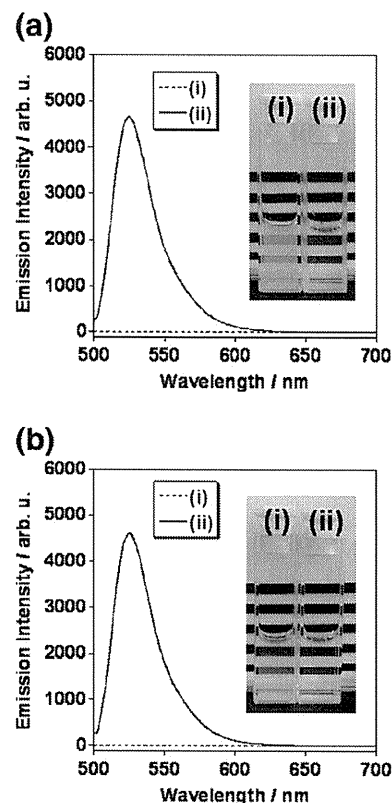 (a)
6000
5000
4000
3000
2000
1000
0
Emission Intensity / arb. u.
(i)
(ii)
(i) (ii)
500 550 600 650 700
Wavelength / nm
(b)
6000
5000
4000
3000
2000
1000
0
Emission Intensity / arb. u.
(i)
(ii)
(i) (ii)
500 550 600 650 700
Wavelength / nm